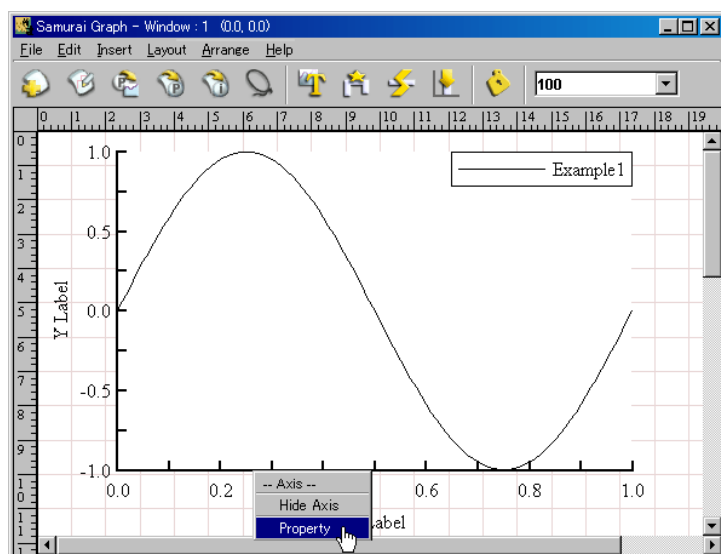 Samurai Graph - Window : 1 (0.0, 0.0)
File Edit Insert Layout Arrange Help
100
0 1 2 3 4 5 6 7 8 9 10 11 12 13 14 15 16 17 18 19
0
1
2
3
4
5
6
7
8
9
10
11
1.0
0.5
0.0
-0.5
-1.0
Y Label
Example1
0.0 0.2 0.6 0.8 1.0
-- Axis --
Hide Axis
Property
abel